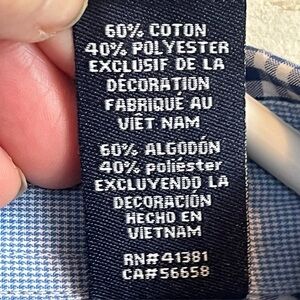 60% COTON
40% POLYESTER
EXCLUSIF DE LA
DÉCORATION
FABRIQUÉ AU
VIÊT NAM
60% ALGODÓN
40% poliéster
EXCLUYENDO LA
DECORACIÓN
HECHO EN
VIETNAM
RN# 41381
CA#56658